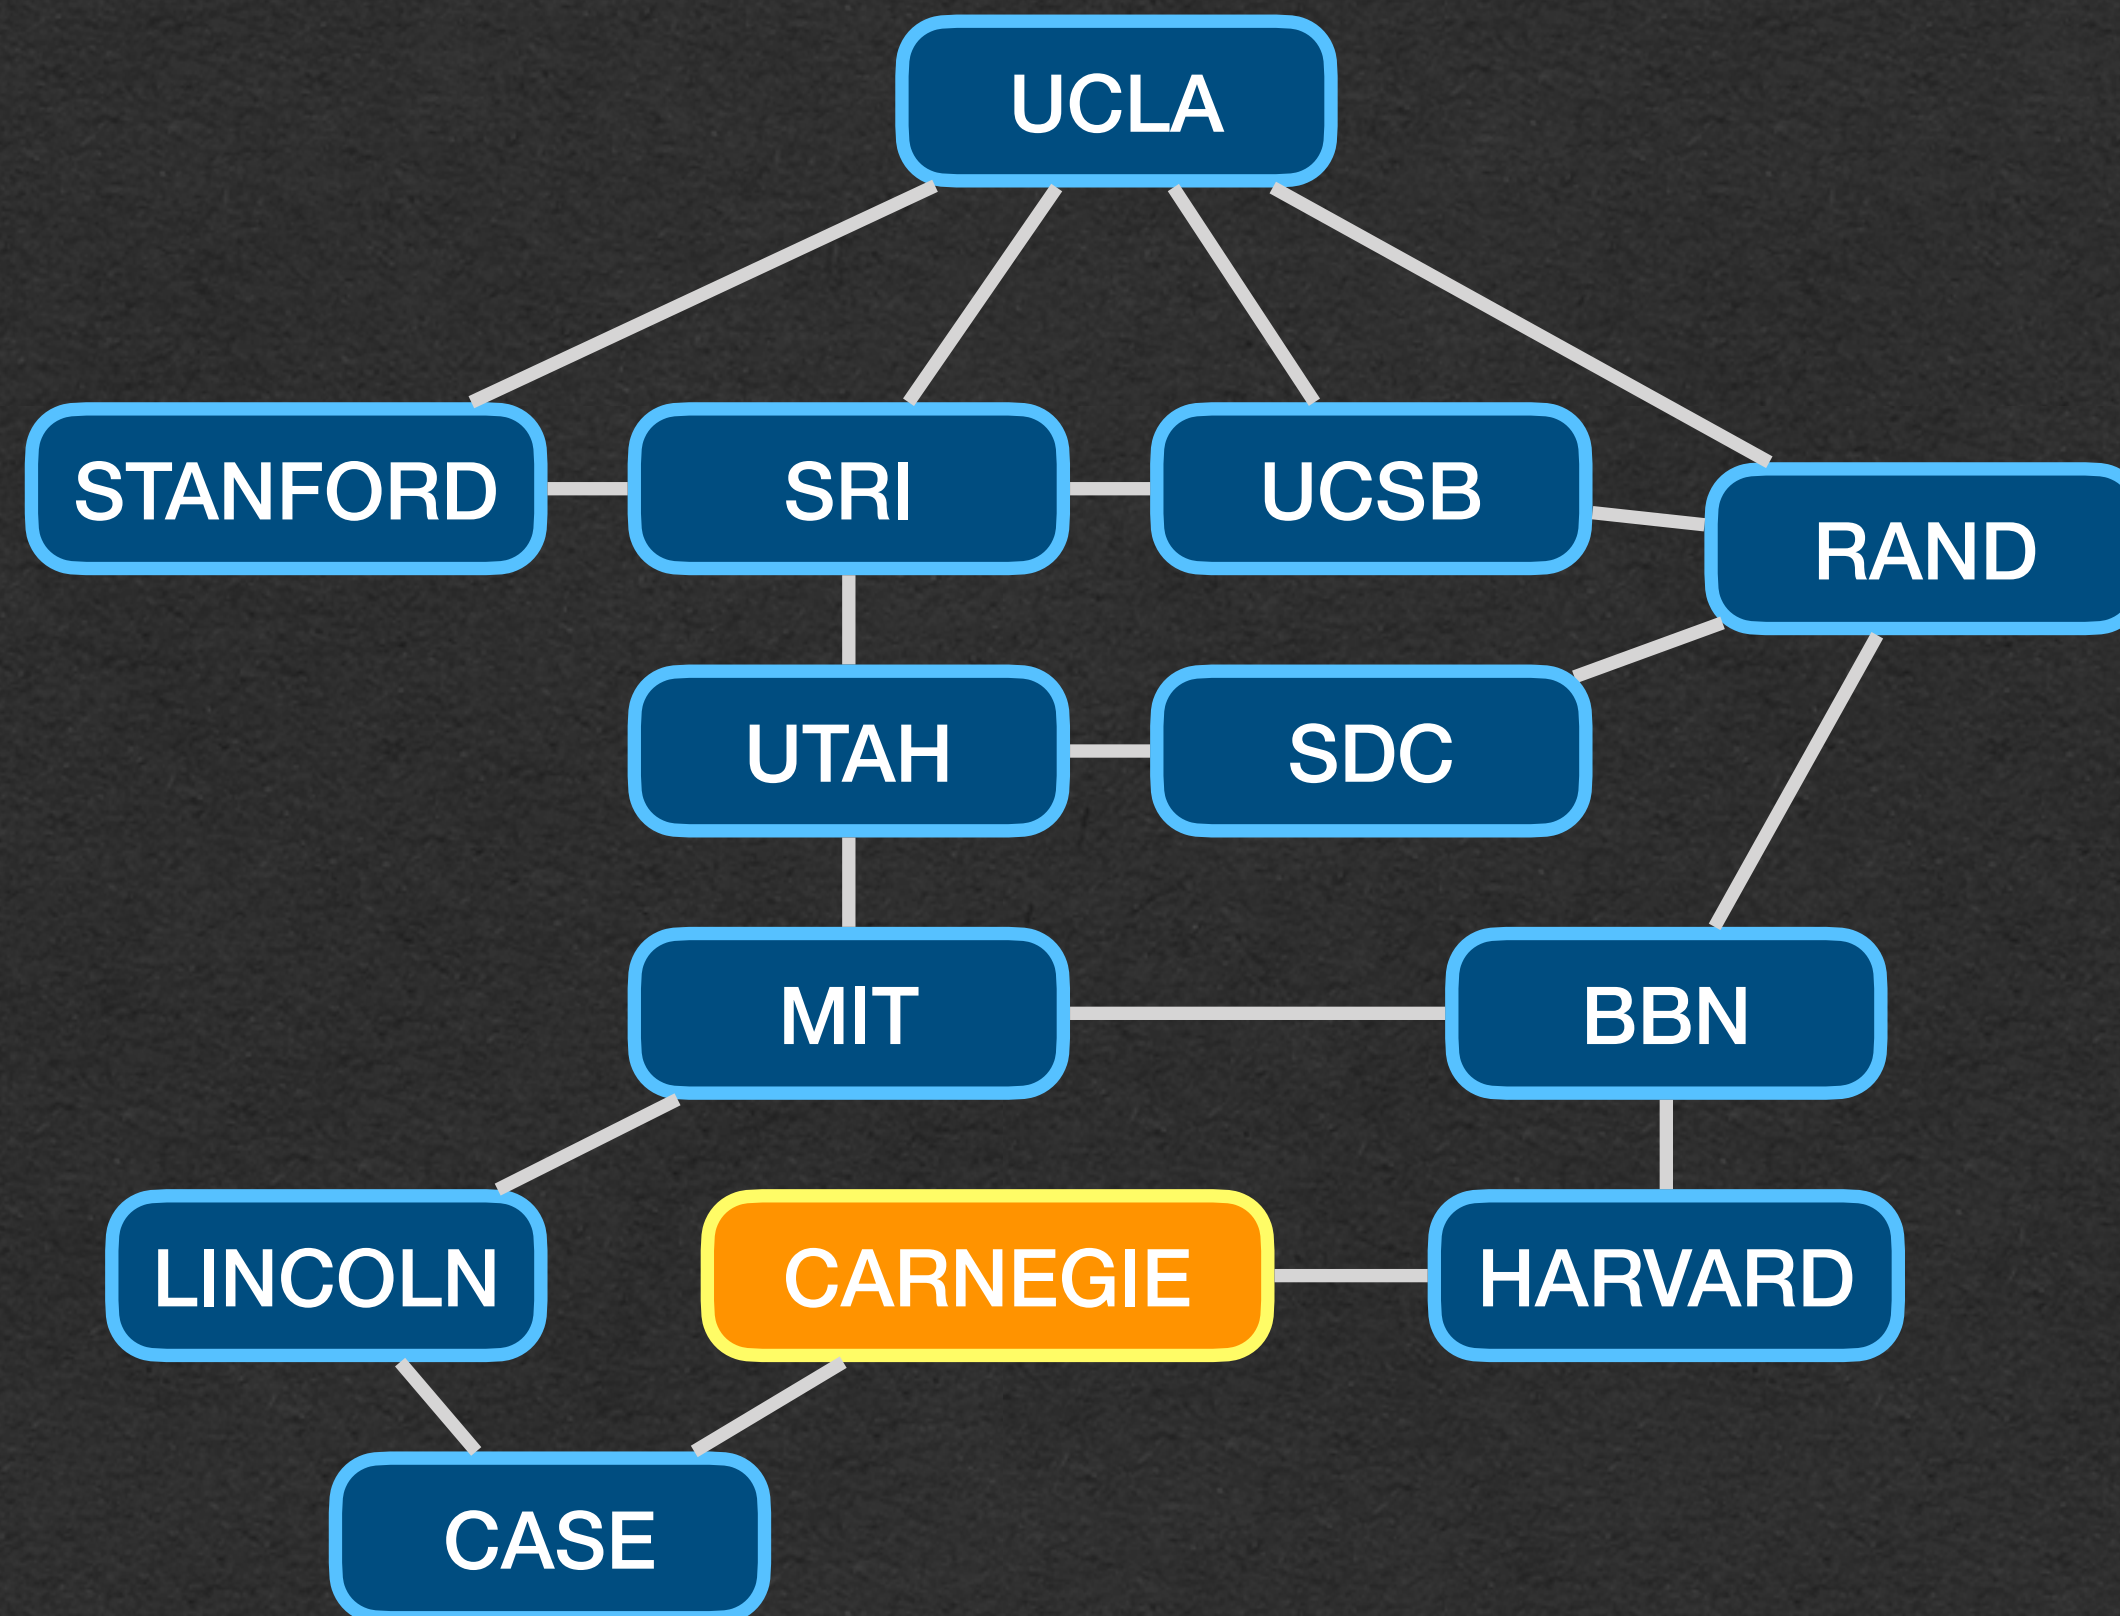 UCLA
STANFORD
SRI
UCSB
RAND
UTAH
SDC
MIT
BBN
LINCOLN
CARNEGIE
HARVARD
CASE